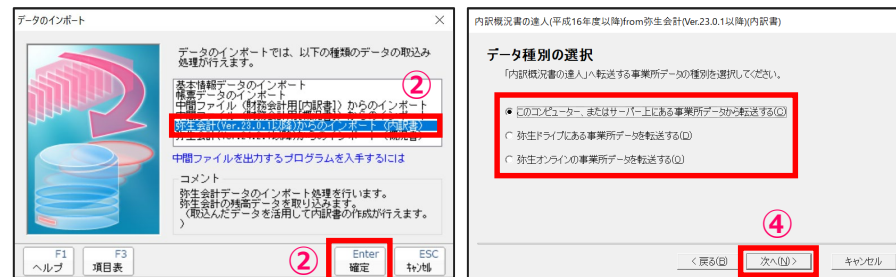 データのインポート
データのインポートでは、以下の種類のデータの取込み
処理が行えます。
基本情報データのインポート
帳票データのインポート
中間ファイル（財務会計用[内訳書]）からのインポート
弥生会計(Ver.23.0.1以降)からのインポート（内訳書）
②
中間ファイルを出力するプログラムを入手するには
コメント
弥生会計データのインポート処理を行います。
弥生会計の残高データを取り込みます。
（取込んだデータを活用して内訳書の作成が行えます。
）
F1
ヘルプ
F3
項目表
②
Enter
確定
ESC
ｷｬﾝｾﾙ
内訳概況書の達人(平成16年度以降)from弥生会計(Ver.23.0.1以降)(内訳書)
データ種別の選択
「内訳概況書の達人」へ転送する事業所データの種別を選択してください。
このコンピューター、またはサーバー上にある事業所データから転送する(C)
弥生ドライブにある事業所データを転送する(D)
弥生オンラインの事業所データを転送する(O)
④
< 戻る(B)
次へ(N) >
キャンセル